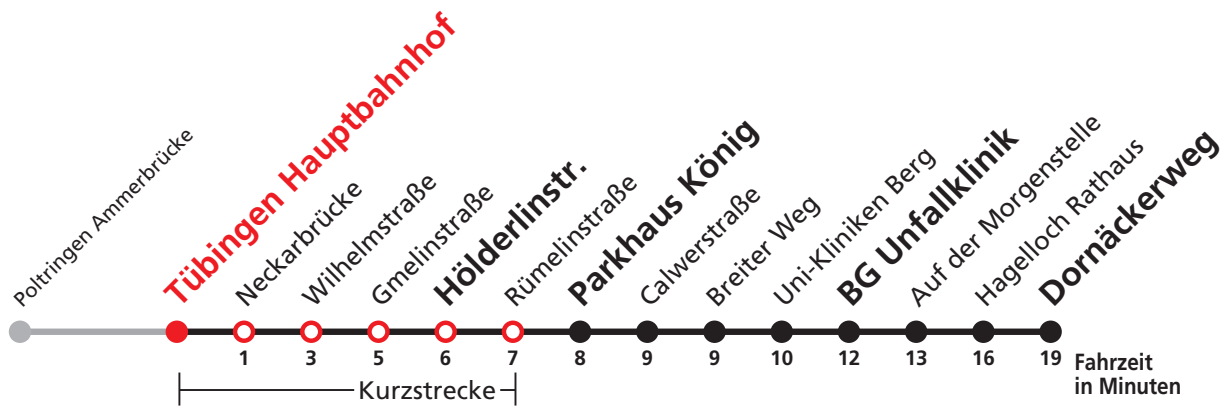 Poltringen Ammerbrücke
Tübingen Hauptbahnhof
Neckarbrücke
Wilhelmstraße
Gmelinstraße
Hölderlinstr.
Rümelinstraße
Parkhaus König
Calwerstraße
Breiter Weg
Uni-Kliniken Berg
BG Unfallklinik
Auf der Morgenstelle
Hagelloch Rathaus
Dornäckerweg
1 3 5 6 7 8 9 9 10 12 13 16 19
Fahrzeit
in Minuten
Kurzstrecke